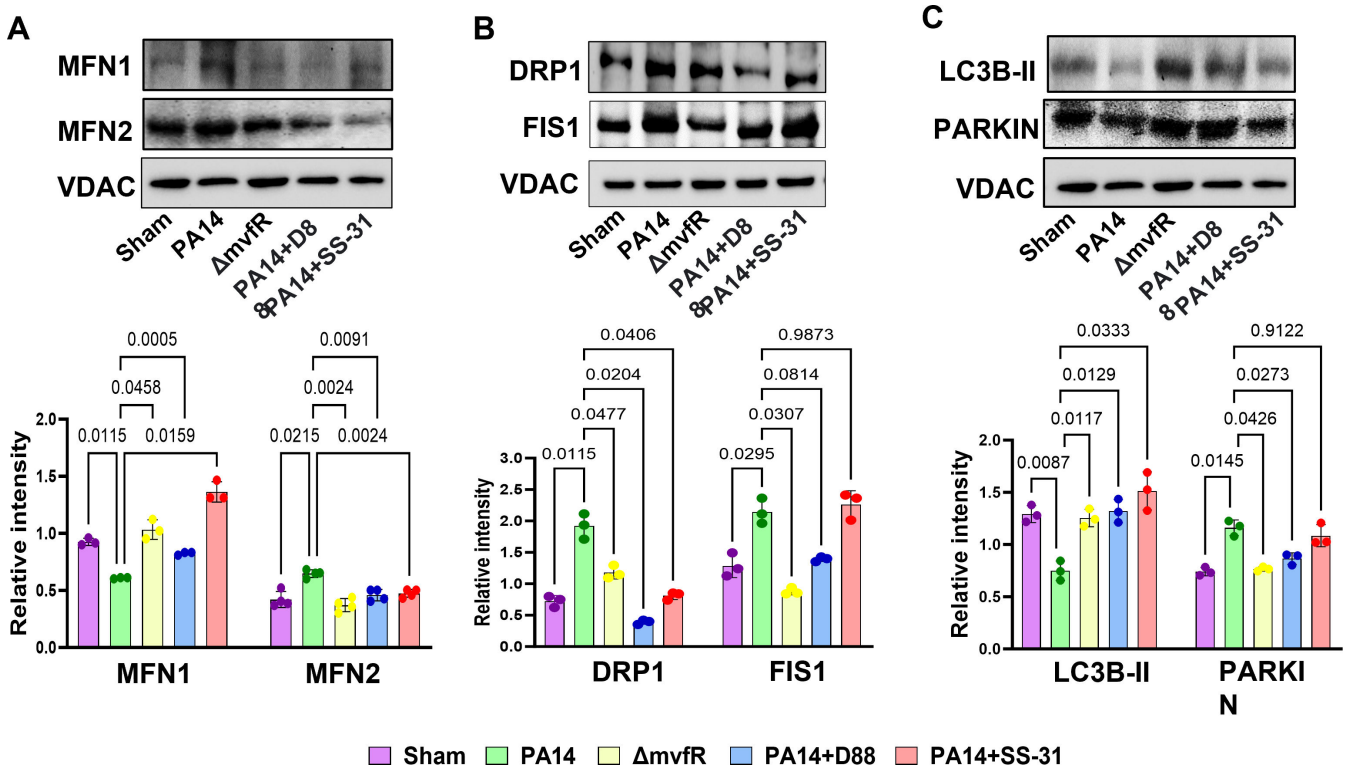 A
MFN1
MFN2
VDAC
Sham
PA14
ΔmvfR
PA14+D8
8
PA14+SS-31
0.0005
0.0091
0.0458
0.0024
0.0115
0.0159
0.0215
0.0024
Relative intensity
2.0
1.5
1.0
0.5
0.0
MFN1
MFN2
B
DRP1
FIS1
VDAC
Sham
PA14
ΔmvfR
PA14+D8
8
PA14+SS-31
0.0406
0.9873
0.0204
0.0814
0.0477
0.0307
0.0115
0.0295
Relative intensity
3.0
2.5
2.0
1.5
1.0
0.5
0.0
DRP1
FIS1
C
LC3B-II
PARKIN
VDAC
Sham
PA14
ΔmvfR
PA14+D8
8
PA14+SS-31
0.0333
0.9122
0.0129
0.0273
0.0117
0.0426
0.0087
0.0145
Relative intensity
2.0
1.5
1.0
0.5
0.0
LC3B-II
PARKI
N
Sham
PA14
ΔmvfR
PA14+D88
PA14+SS-31